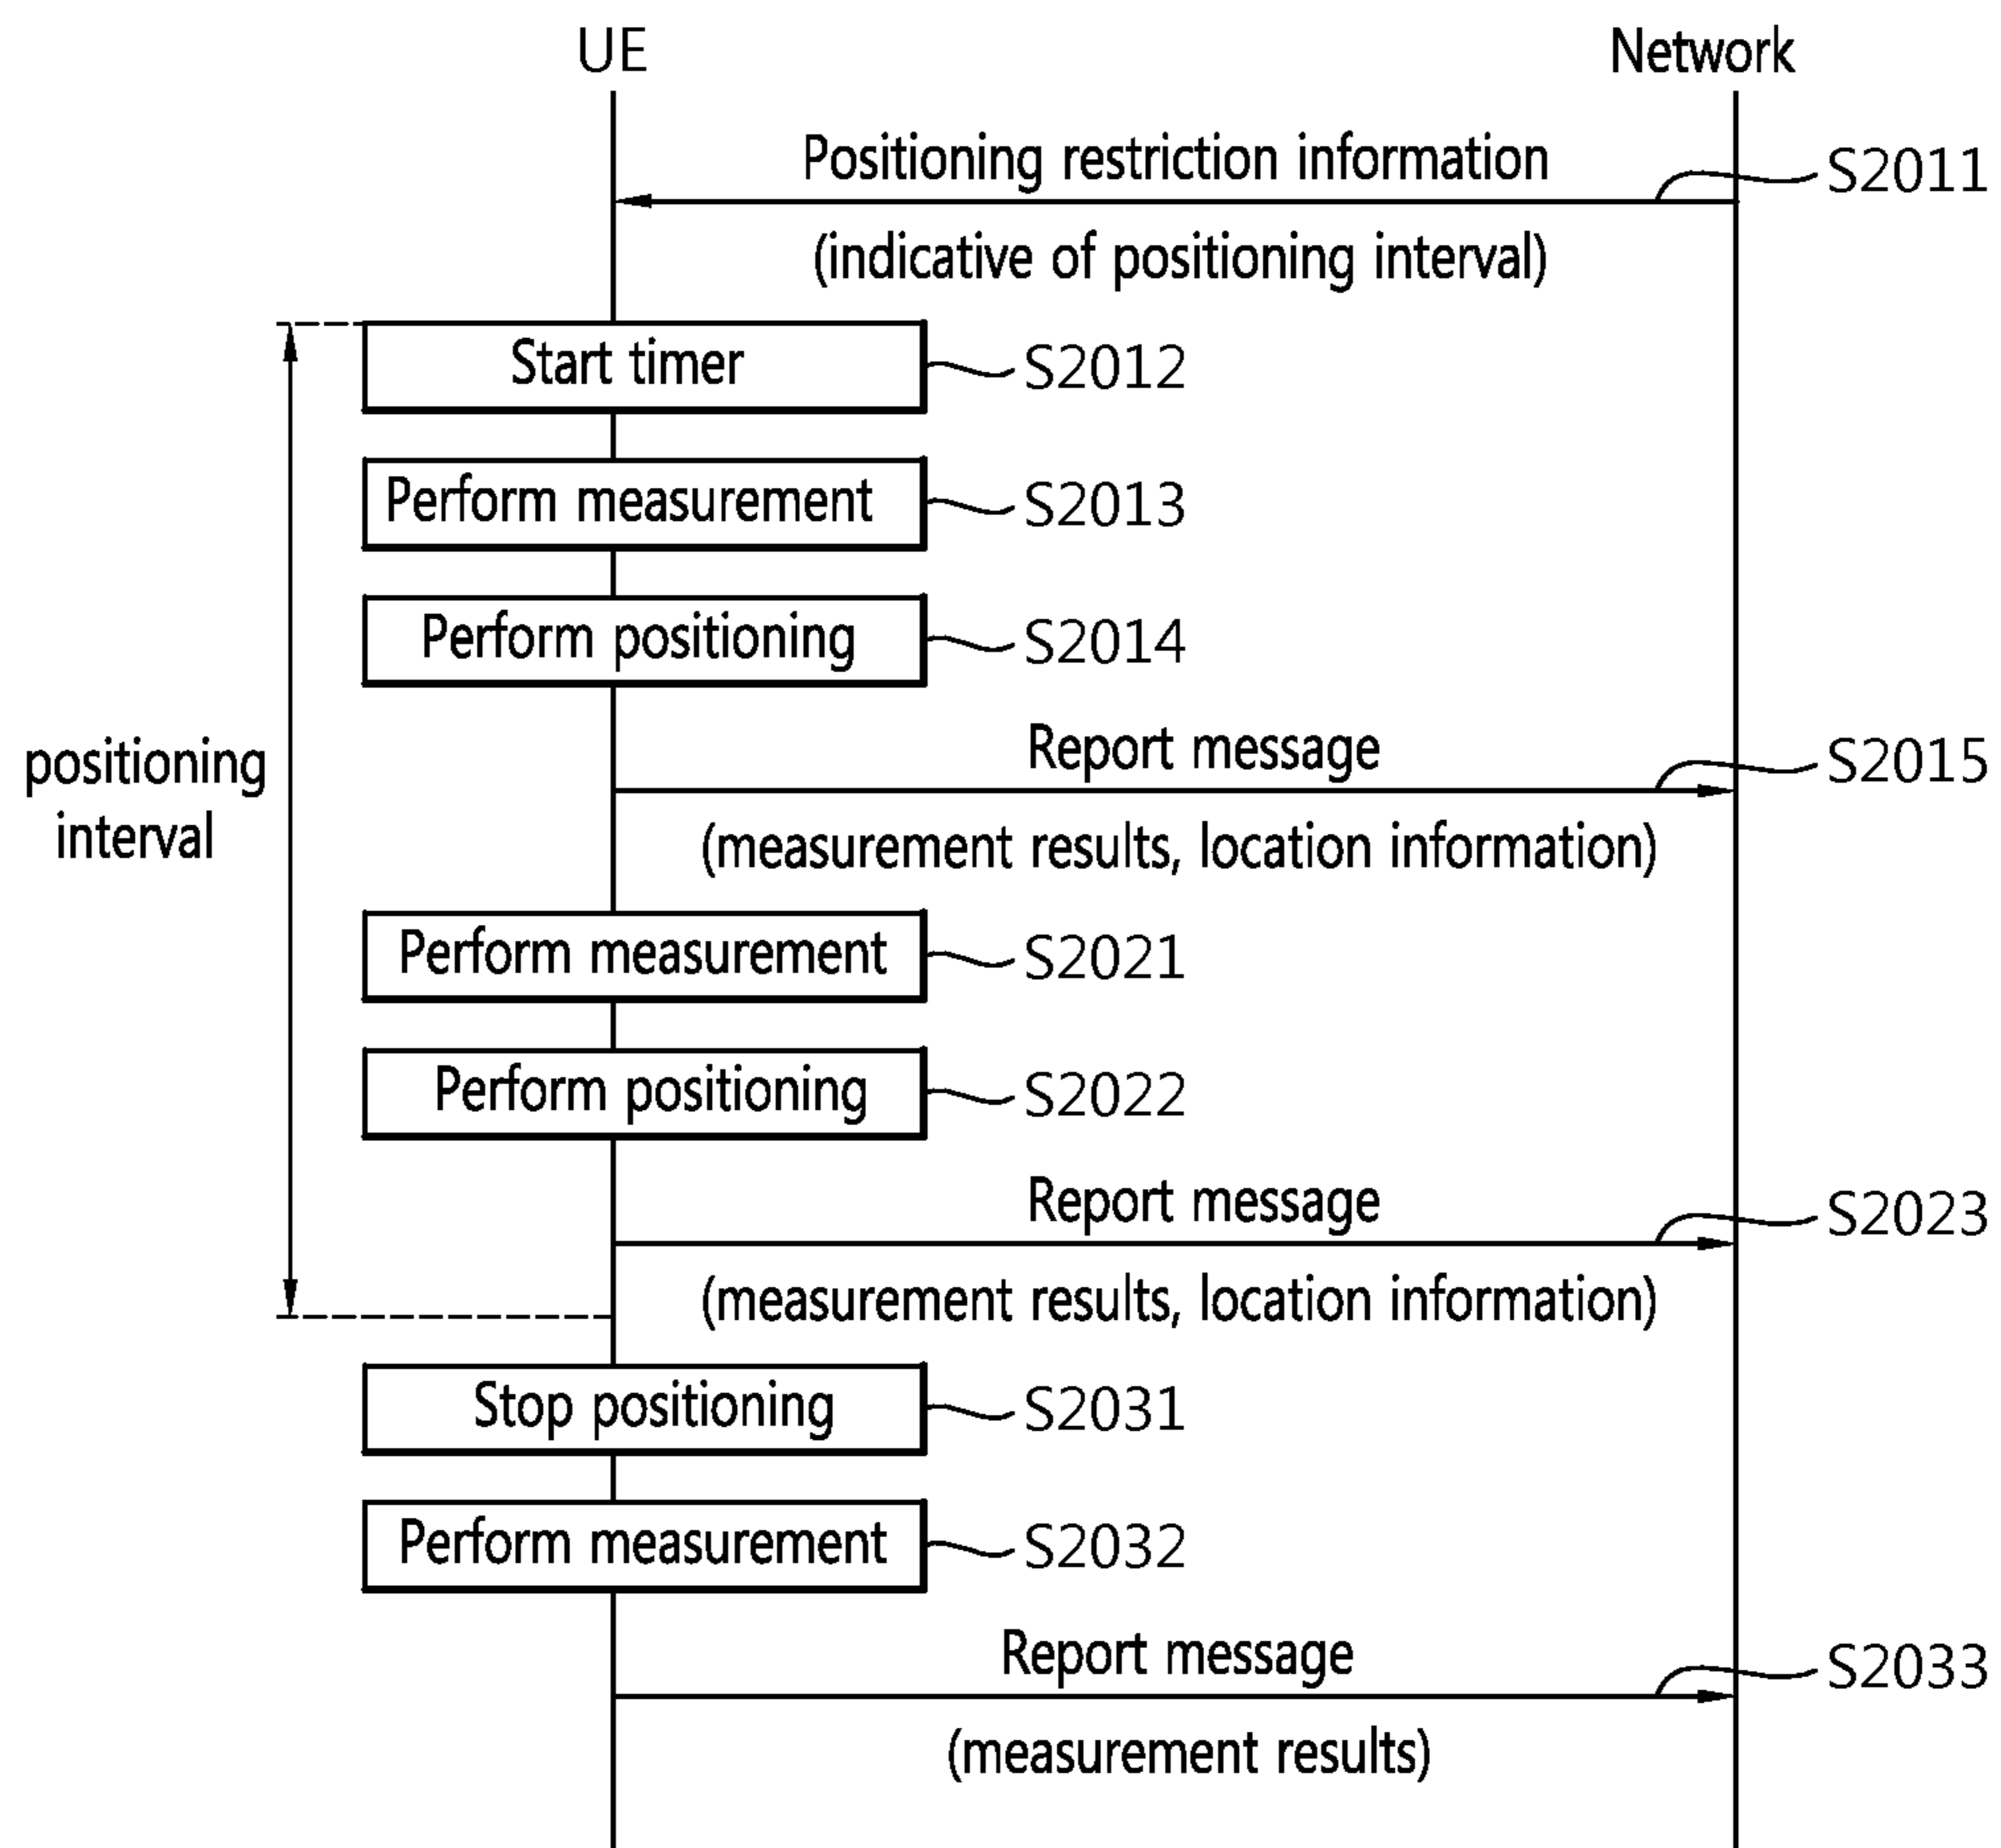 UE
Network
Positioning restriction information
S2011
(indicative of positioning interval)
Start timer
S2012
Perform measurement
S2013
Perform positioning
S2014
Report message
S2015
positioning
interval
(measurement results, location information)
Perform measurement
S2021
Perform positioning
S2022
Report message
S2023
(measurement results, location information)
Stop positioning
S2031
Perform measurement
S2032
Report message
S2033
(measurement results)